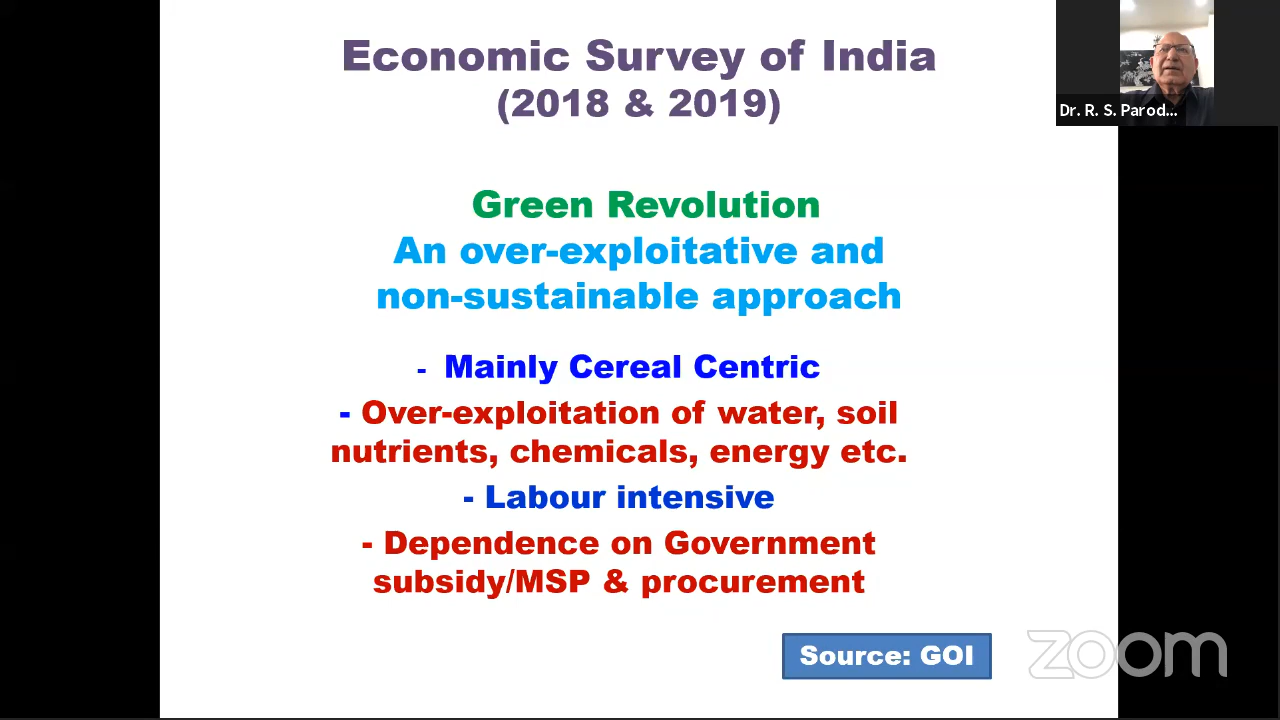 Economic Survey of India
(2018 & 2019)
Dr. R. S. Parod...
Green Revolution
An over-exploitative and
non-sustainable approach
- Mainly Cereal Centric
- Over-exploitation of water, soil
nutrients, chemicals, energy etc.
- Labour intensive
- Dependence on Government
subsidy/MSP & procurement
Source: GOI
zoom